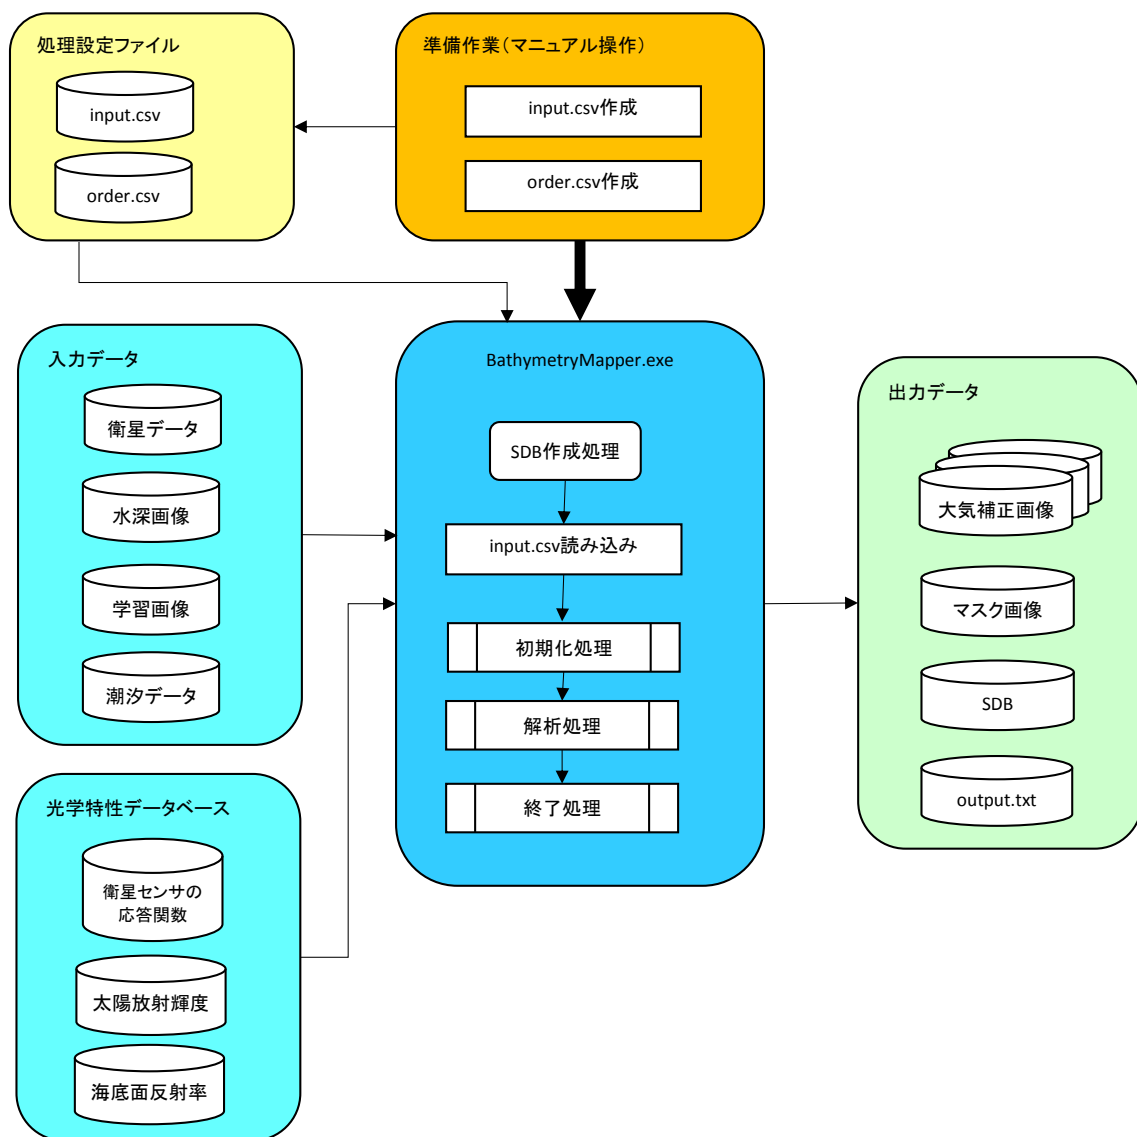 処理設定ファイル
input.csv
order.csv
準備作業(マニュアル操作)
input.csv作成
order.csv作成
入力データ
衛星データ
水深画像
学習画像
潮汐データ
光学特性データベース
衛星センサの
応答関数
太陽放射輝度
海底面反射率
BathymetryMapper.exe
SDB作成処理
input.csv読み込み
初期化処理
解析処理
終了処理
出力データ
大気補正画像
マスク画像
SDB
output.txt